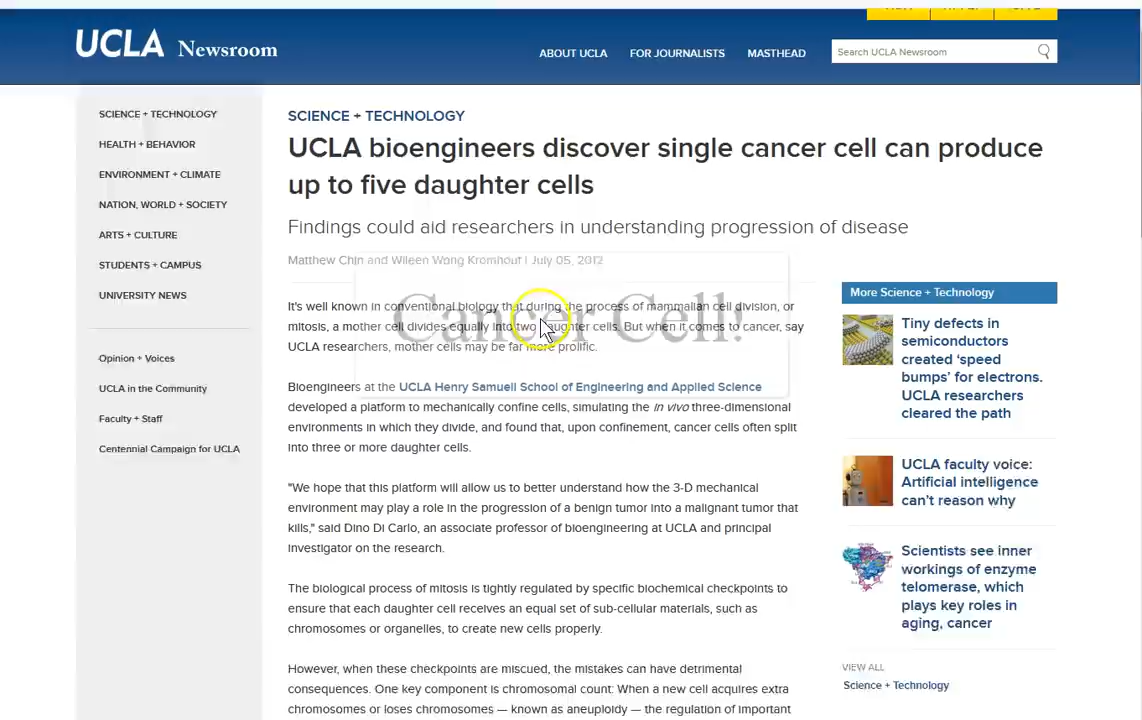 UCLA Newsroom
ABOUT UCLA
FOR JOURNALISTS
MASTHEAD
Search UCLA Newsroom
SCIENCE + TECHNOLOGY
HEALTH + BEHAVIOR
ENVIRONMENT + CLIMATE
NATION, WORLD + SOCIETY
ARTS + CULTURE
STUDENTS + CAMPUS
UNIVERSITY NEWS
Opinion + Voices
UCLA in the Community
Faculty + Staff
Centennial Campaign for UCLA
SCIENCE + TECHNOLOGY
UCLA bioengineers discover single cancer cell can produce
up to five daughter cells
Findings could aid researchers in understanding progression of disease
Matthew Chin and Wileen Wong Kromhout | July 05, 2012
Cancer Cell!
It's well known in conventional biology that during the process of mammalian cell division, or
mitosis, a mother cell divides equally into two daughter cells. But when it comes to cancer, say
UCLA researchers, mother cells may be far more prolific.
Bioengineers at the UCLA Henry Samueli School of Engineering and Applied Science
developed a platform to mechanically confine cells, simulating the in vivo three-dimensional
environments in which they divide, and found that, upon confinement, cancer cells often split
into three or more daughter cells.
"We hope that this platform will allow us to better understand how the 3-D mechanical
environment may play a role in the progression of a benign tumor into a malignant tumor that
kills," said Dino Di Carlo, an associate professor of bioengineering at UCLA and principal
investigator on the research.
The biological process of mitosis is tightly regulated by specific biochemical checkpoints to
ensure that each daughter cell receives an equal set of sub-cellular materials, such as
chromosomes or organelles, to create new cells properly.
However, when these checkpoints are miscued, the mistakes can have detrimental
consequences. One key component is chromosomal count: When a new cell acquires extra
chromosomes or loses chromosomes — known as aneuploidy — the regulation of important
More Science + Technology
Tiny defects in
semiconductors
created ‘speed
bumps’ for electrons.
UCLA researchers
cleared the path
UCLA faculty voice:
Artificial intelligence
can’t reason why
Scientists see inner
workings of enzyme
telomerase, which
plays key roles in
aging, cancer
VIEW ALL
Science + Technology